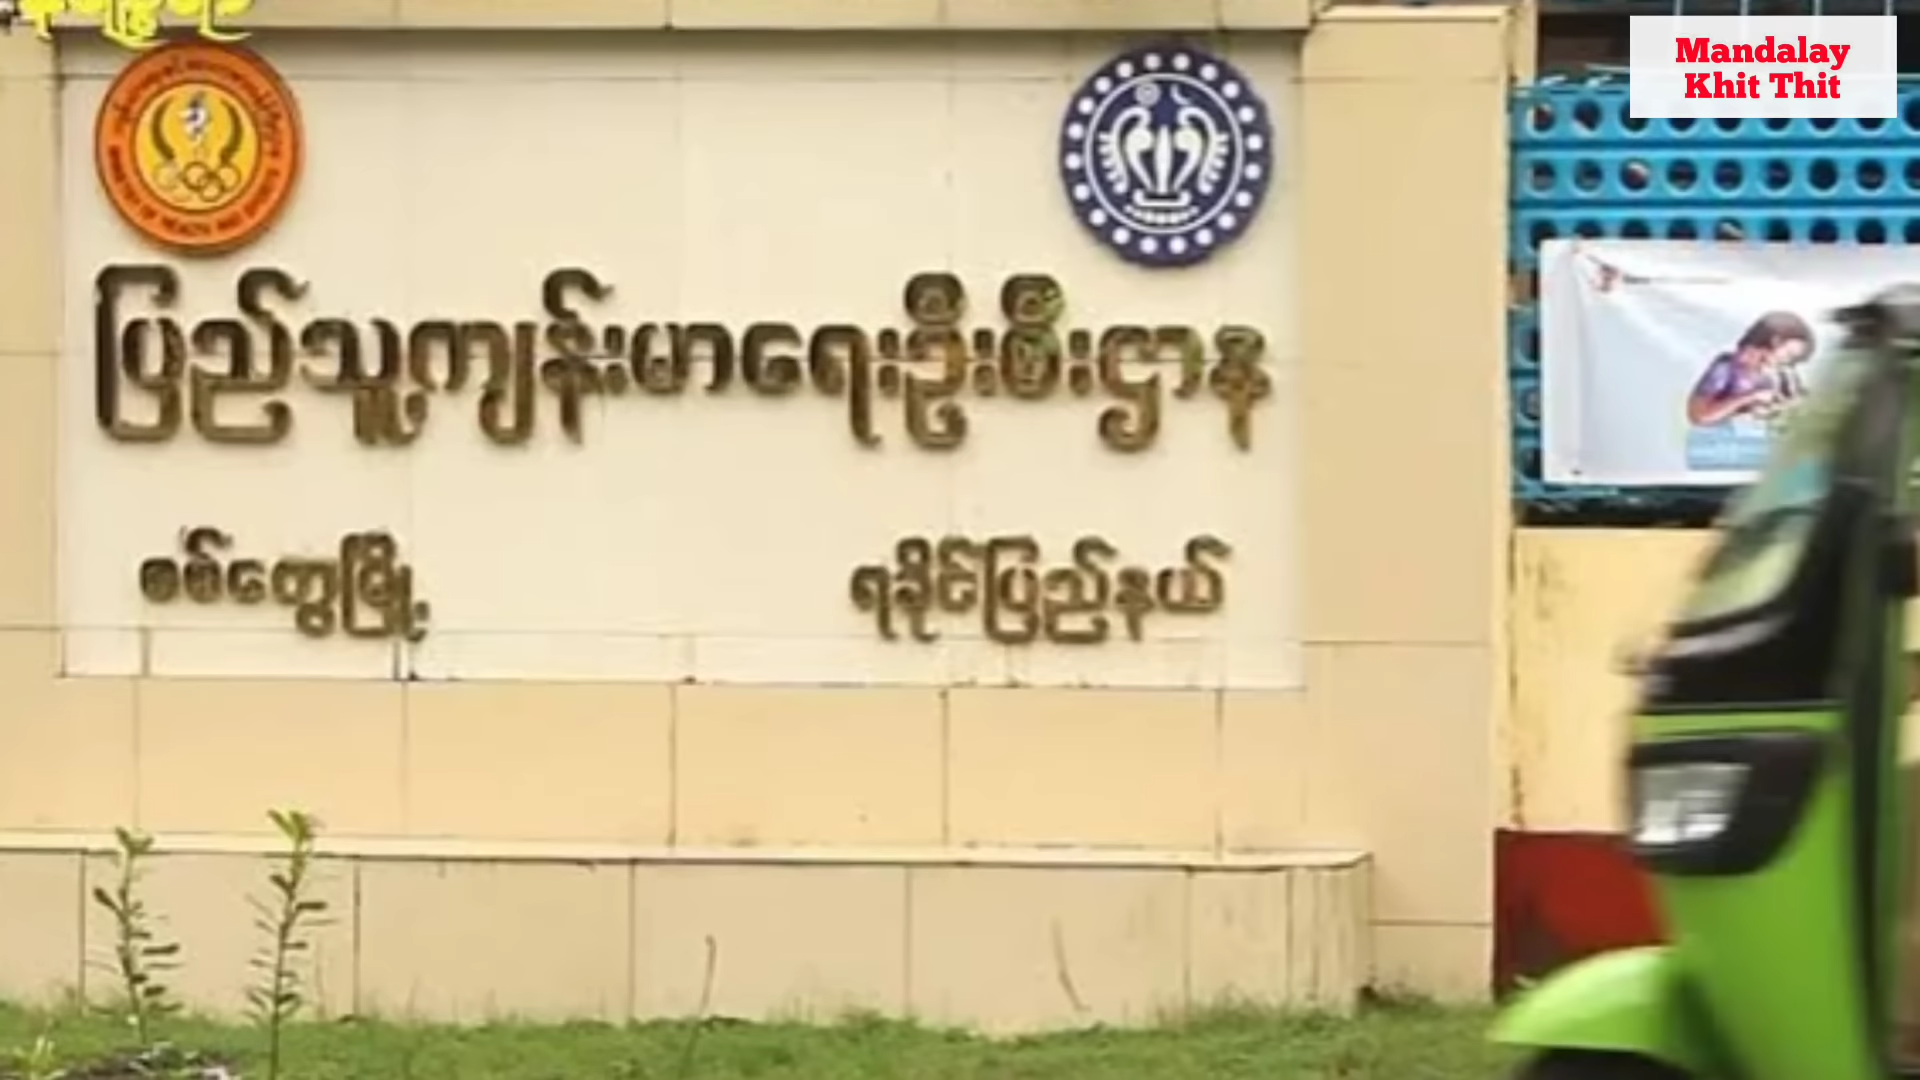 Mandalay
Khit Thit
ပြည်သူ့ကျန်းမာရေးဦးစီးဌာန
စစ်တွေမြို့ ရခိုင်ပြည်နယ်